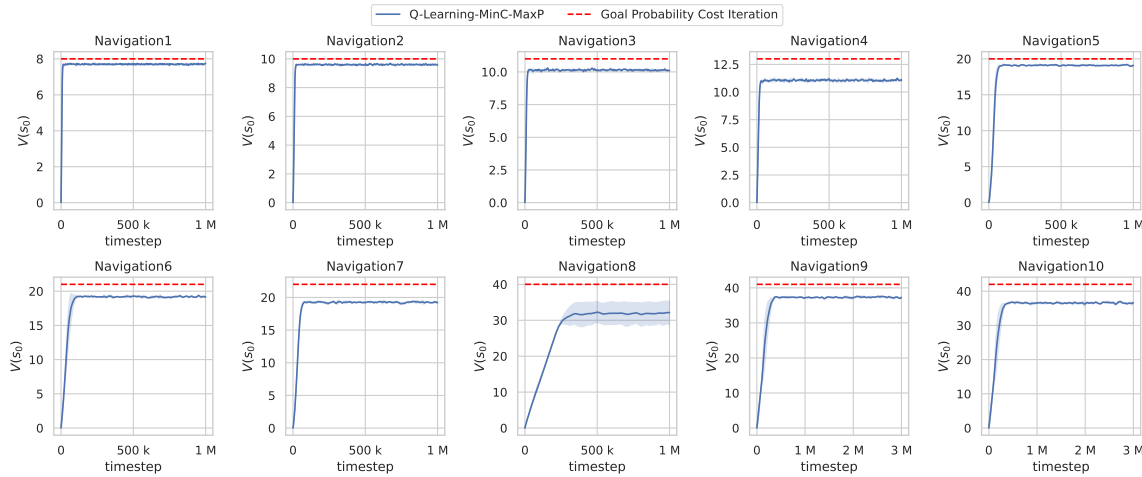 Q-Learning-MinC-MaxP Goal Probability Cost Iteration
Navigation1 Navigation2 Navigation3 Navigation4 Navigation5
V(s0) 8 6 4 2 0
V(s0) 10 8 6 4 2 0
V(s0) 10.0 7.5 5.0 2.5 0.0
V(s0) 12.5 10.0 7.5 5.0 2.5 0.0
V(s0) 20 15 10 5 0
0 500 k 1 M 0 500 k 1 M 0 500 k 1 M 0 500 k 1 M 0 500 k 1 M
timestep timestep timestep timestep timestep
Navigation6 Navigation7 Navigation8 Navigation9 Navigation10
V(s0) 20 15 10 5 0
V(s0) 20 15 10 5 0
V(s0) 40 30 20 10 0
V(s0) 40 30 20 10 0
V(s0) 40 30 20 10 0
0 500 k 1 M 0 500 k 1 M 0 500 k 1 M 0 1 M 2 M 3 M 0 1 M 2 M 3 M
timestep timestep timestep timestep timestep